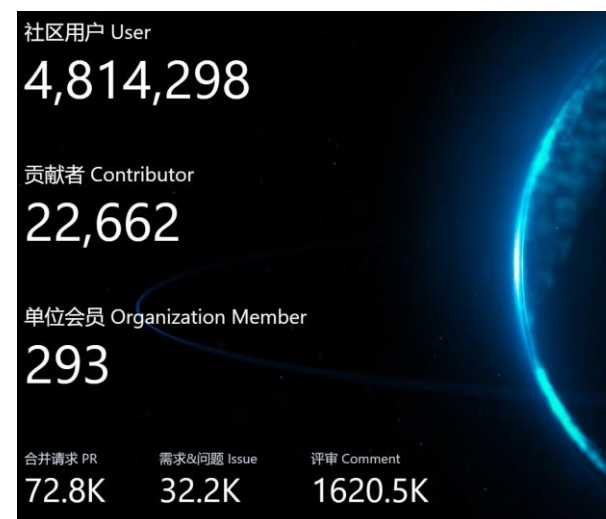 社区用户 User
4,814,298
贡献者 Contributor
22,662
单位会员 Organization Member
293
合并请求 PR 需求&问题 Issue 评审 Comment
72.8K 32.2K 1620.5K